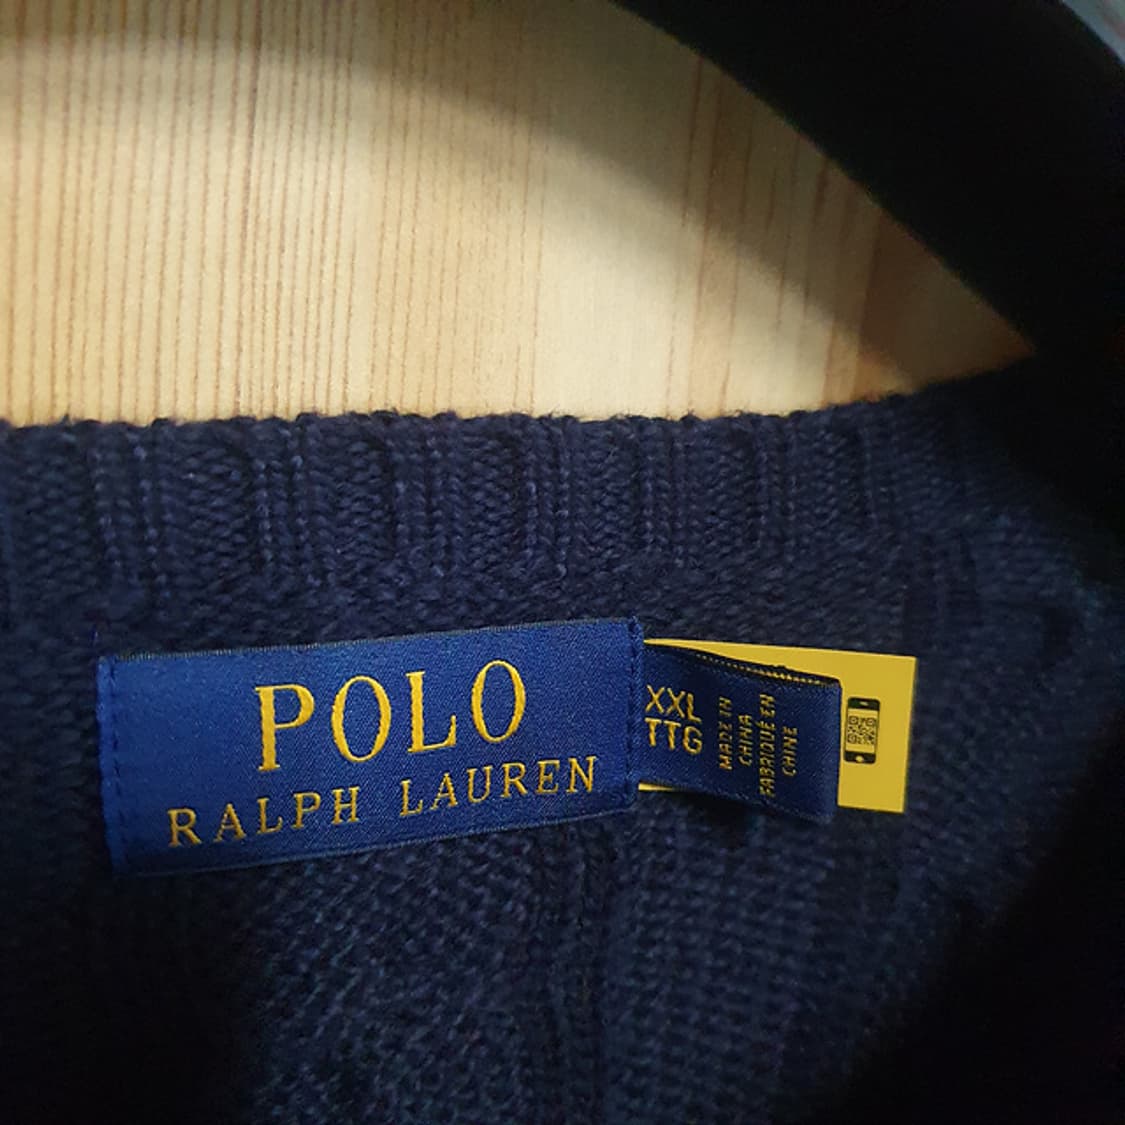 POLO
RALPH LAUREN
XXL
TTG
MADE IN
CHINA
FABRIQUÉ EN
CHINE